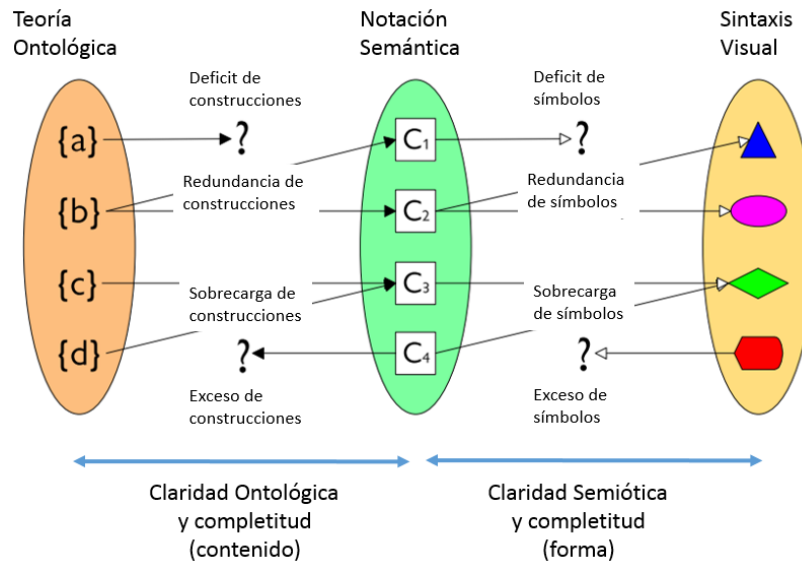 Teoría
Ontológica
Notación
Semántica
Sintaxis
Visual
Deficit de
construcciones
Deficit de
símbolos
{a}
?
C1
?
Redundancia de
construcciones
Redundancia
de símbolos
{b}
C2
{c}
C3
Sobrecarga de
construcciones
Sobrecarga
de símbolos
{d}
?
C4
?
Exceso de
construcciones
Exceso de
símbolos
Claridad Ontológica
y completitud
(contenido)
Claridad Semiótica
y completitud
(forma)